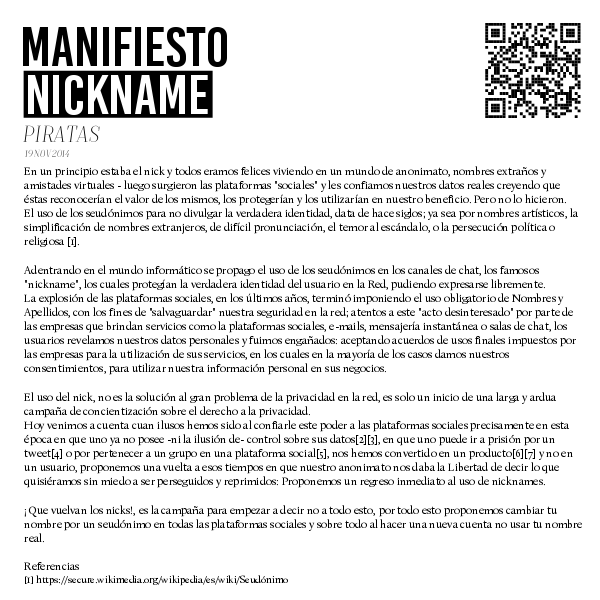 MANIFIESTO
NICKNAME
PIRATAS
19NOV2014
En un principio estaba el nick y todos eramos felices viviendo en un mundo de anonimato, nombres extraños y
amistades virtuales - luego surgieron las plataformas "sociales" y les confiamos nuestros datos reales creyendo que
éstas reconocerían el valor de los mismos, los protegerían y los utilizarían en nuestro beneficio. Pero no lo hicieron.
El uso de los seudónimos para no divulgar la verdadera identidad, data de hace siglos; ya sea por nombres artísticos, la
simplificación de nombres extranjeros, de difícil pronunciación, el temor al escándalo, o la persecución política o
religiosa [1].
Adentrando en el mundo informático se propago el uso de los seudónimos en los canales de chat, los famosos
"nickname", los cuales protegían la verdadera identidad del usuario en la Red, pudiendo expresarse libremente.
La explosión de las plataformas sociales, en los últimos años, terminó imponiendo el uso obligatorio de Nombres y
Apellidos, con los fines de "salvaguardar" nuestra seguridad en la red; atentos a este "acto desinteresado" por parte de
las empresas que brindan servicios como la plataformas sociales, e-mails, mensajería instantánea o salas de chat, los
usuarios revelamos nuestros datos personales y fuimos engañados: aceptando acuerdos de usos finales impuestos por
las empresas para la utilización de sus servicios, en los cuales en la mayoría de los casos damos nuestros
consentimientos, para utilizar nuestra información personal en sus negocios.
El uso del nick, no es la solución al gran problema de la privacidad en la red, es solo un inicio de una larga y ardua
campaña de concientización sobre el derecho a la privacidad.
Hoy venimos a cuenta cuan ilusos hemos sido al confiarle este poder a las plataformas sociales precisamente en esta
época en que uno ya no posee -ni la ilusión de- control sobre sus datos[2][3], en que uno puede ir a prisión por un
tweet[4] o por pertenecer a un grupo en una plataforma social[5], nos hemos convertido en un producto[6][7] y no en
un usuario, proponemos una vuelta a esos tiempos en que nuestro anonimato nos daba la Libertad de decir lo que
quisiéramos sin miedo a ser perseguidos y reprimidos: Proponemos un regreso inmediato al uso de nicknames.
¡Que vuelvan los nicks!, es la campaña para empezar a decir no a todo esto, por todo esto proponemos cambiar tu
nombre por un seudónimo en todas las plataformas sociales y sobre todo al hacer una nueva cuenta no usar tu nombre
real.
Referencias
[1] https://secure.wikimedia.org/wikipedia/es/wiki/Seudónimo